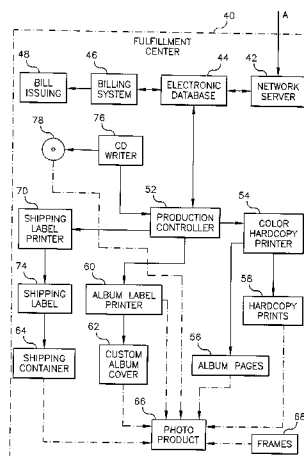 40
A
FULFILLMENT
CENTER
48
BILL
ISSUING
46
BILLING
SYSTEM
44
ELECTRONIC
DATABASE
42
NETWORK
SERVER
78
76
CD
WRITER
70
SHIPPING
LABEL
PRINTER
52
PRODUCTION
CONTROLLER
54
COLOR
HARDCOPY
PRINTER
74
SHIPPING
LABEL
60
ALBUM LABEL
PRINTER
58
HARDCOPY
PRINTS
64
SHIPPING
CONTAINER
62
CUSTOM
ALBUM
COVER
56
ALBUM PAGES
66
PHOTO
PRODUCT
68
FRAMES